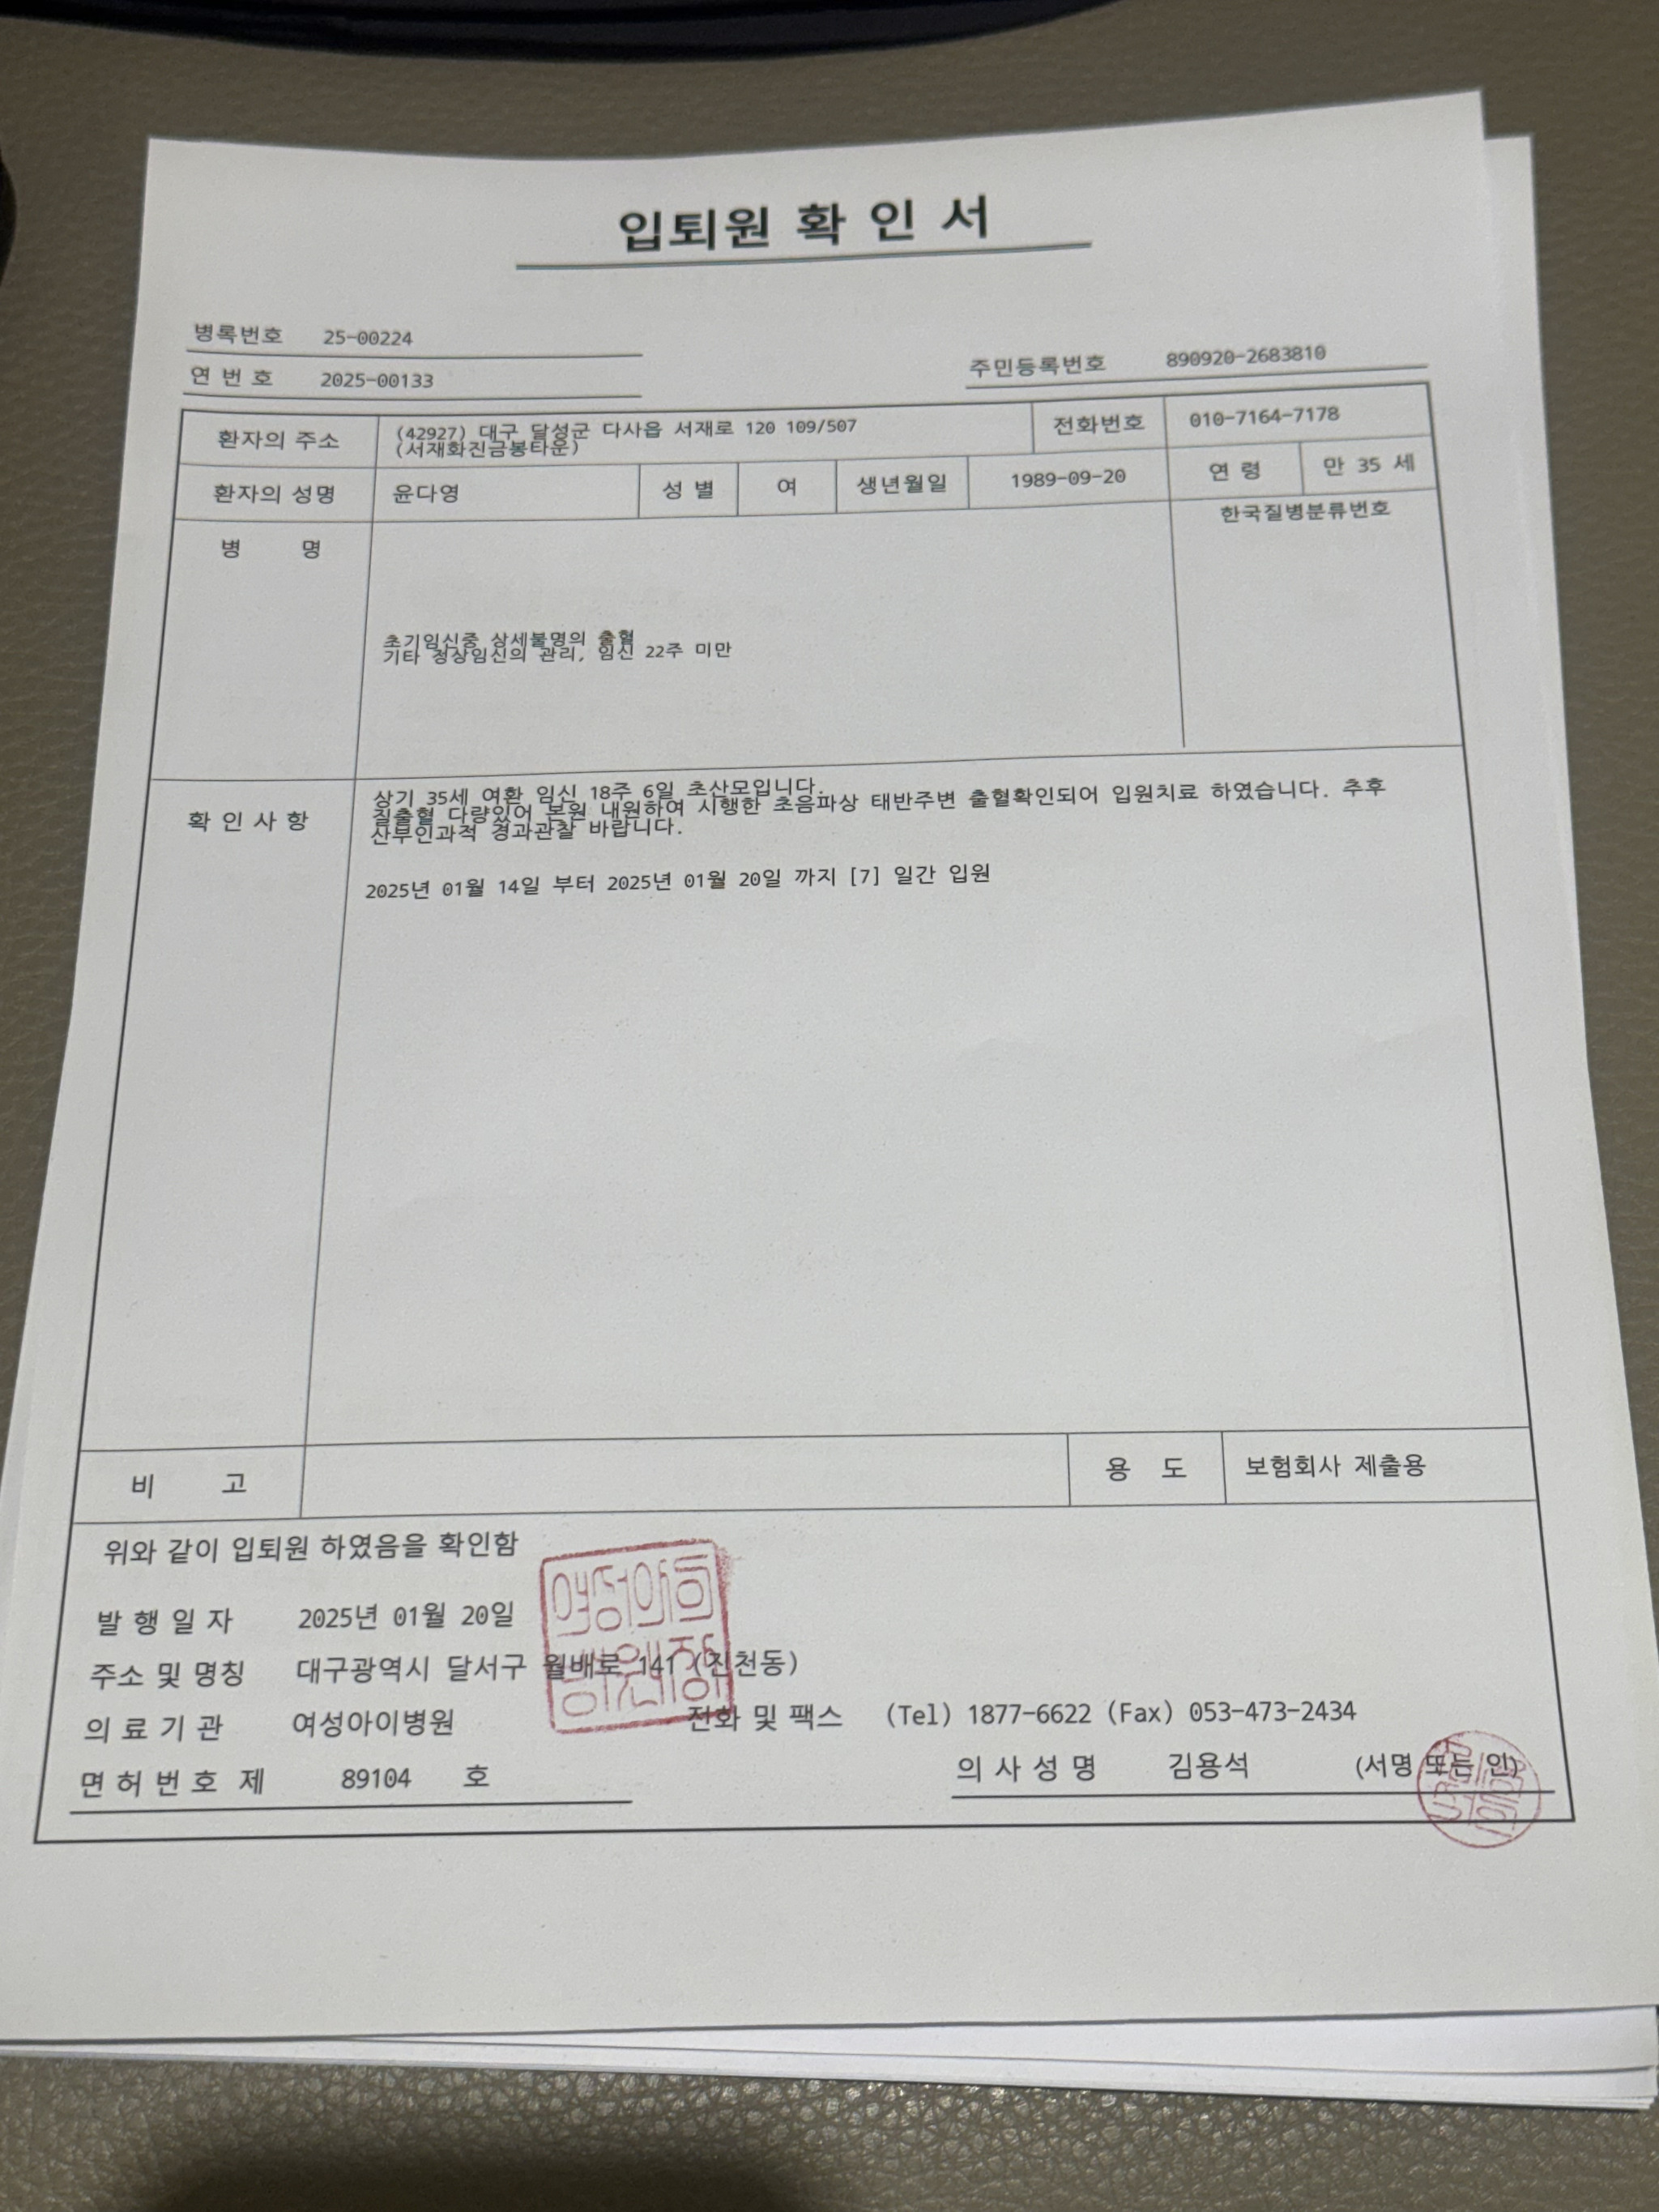 입퇴원 확 인 서
병록번호 25-00224
연 번 호 2025-00133
주민등록번호 890920-2683810
환자의 주소 (42927) 대구 달성군 다사읍 서재로 120 109/507
(서재화진금봉타운)
전화번호 010-7164-7178
환자의 성명 윤다영 성 별 여 생년월일 1989-09-20 연 령 만 35 세
병 명 한국질병분류번호
초기임신중 상세불명의 출혈
기타 정상임신의 관리, 임신 22주 미만
확 인 사 항
상기 35세 여환 임신 18주 6일 초산모입니다.
질출혈 다량있어 본원 내원하여 시행한 초음파상 태반주변 출혈확인되어 입원치료 하였습니다. 추후
산부인과적 경과관찰 바랍니다.
2025년 01월 14일 부터 2025년 01월 20일 까지 [7] 일간 입원
비 고 용 도 보험회사 제출용
위와 같이 입퇴원 하였음을 확인함
발 행 일 자 2025년 01월 20일
주소 및 명칭 대구광역시 달서구 월배로 141 (진천동)
의 료 기 관 여성아이병원 전화 및 팩스 (Tel) 1877-6622 (Fax) 053-473-2434
면 허 번 호 제 89104 호 의 사 성 명 김용석 (서명 또는 인)